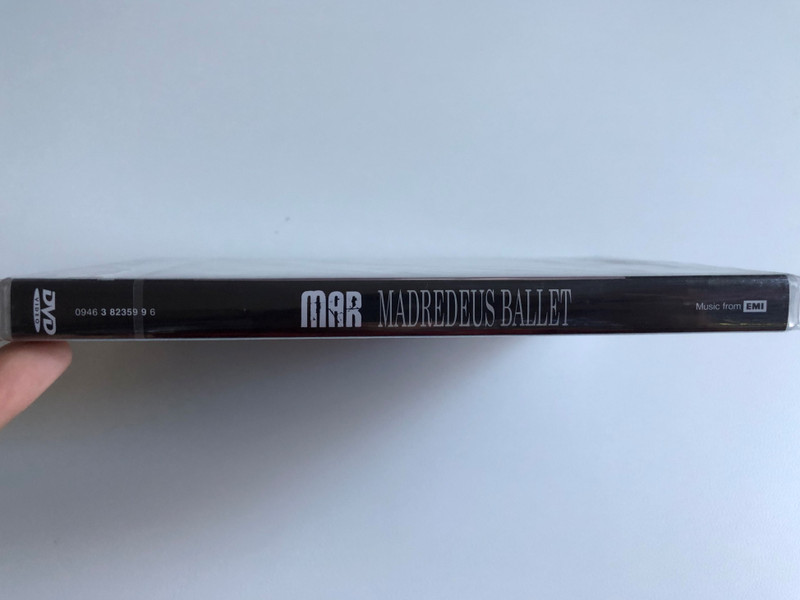 DVD
VIDEO
0946 3 82359 9 6
MAR MADREDEUS BALLET
Music from EMI